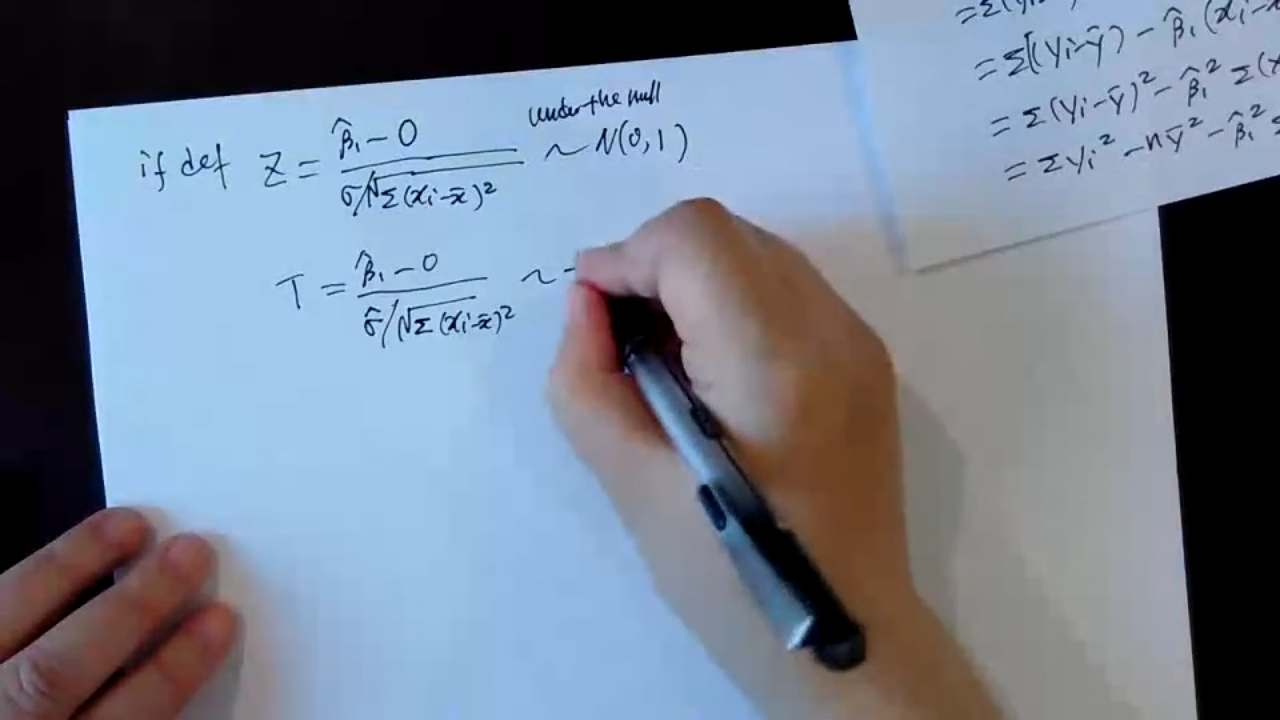 if def Z = β̂₁ − 0 / σ/√Σ(xᵢ−x̄)² ~ N(0,1) under the null
T = β̂₁ − 0 / σ̂/√Σ(xᵢ−x̄)² ~
= Σ(yᵢ
= Σ[(yᵢ−ȳ) − β̂₁(xᵢ−x
= Σ(yᵢ−ȳ)² − β̂₁² Σ(x
= Σyᵢ² − nȳ² − β̂₁² Σ